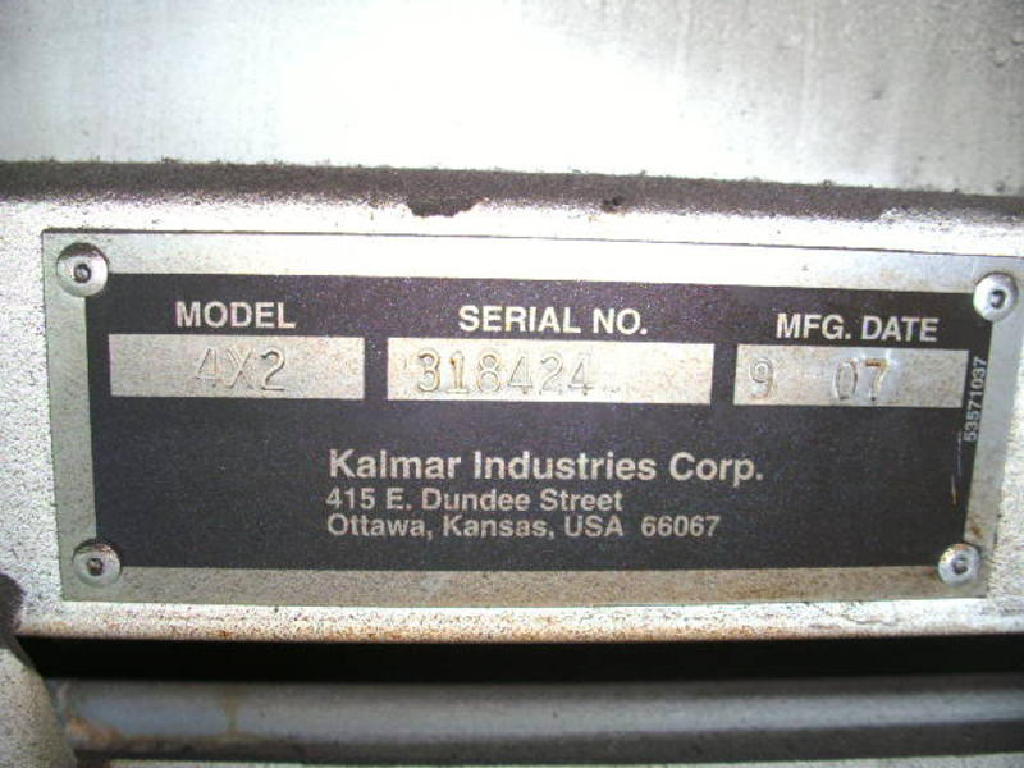 MODEL SERIAL NO. MFG. DATE
4X2 318424 9 07
53571037
Kalmar Industries Corp.
415 E. Dundee Street
Ottawa, Kansas, USA 66067